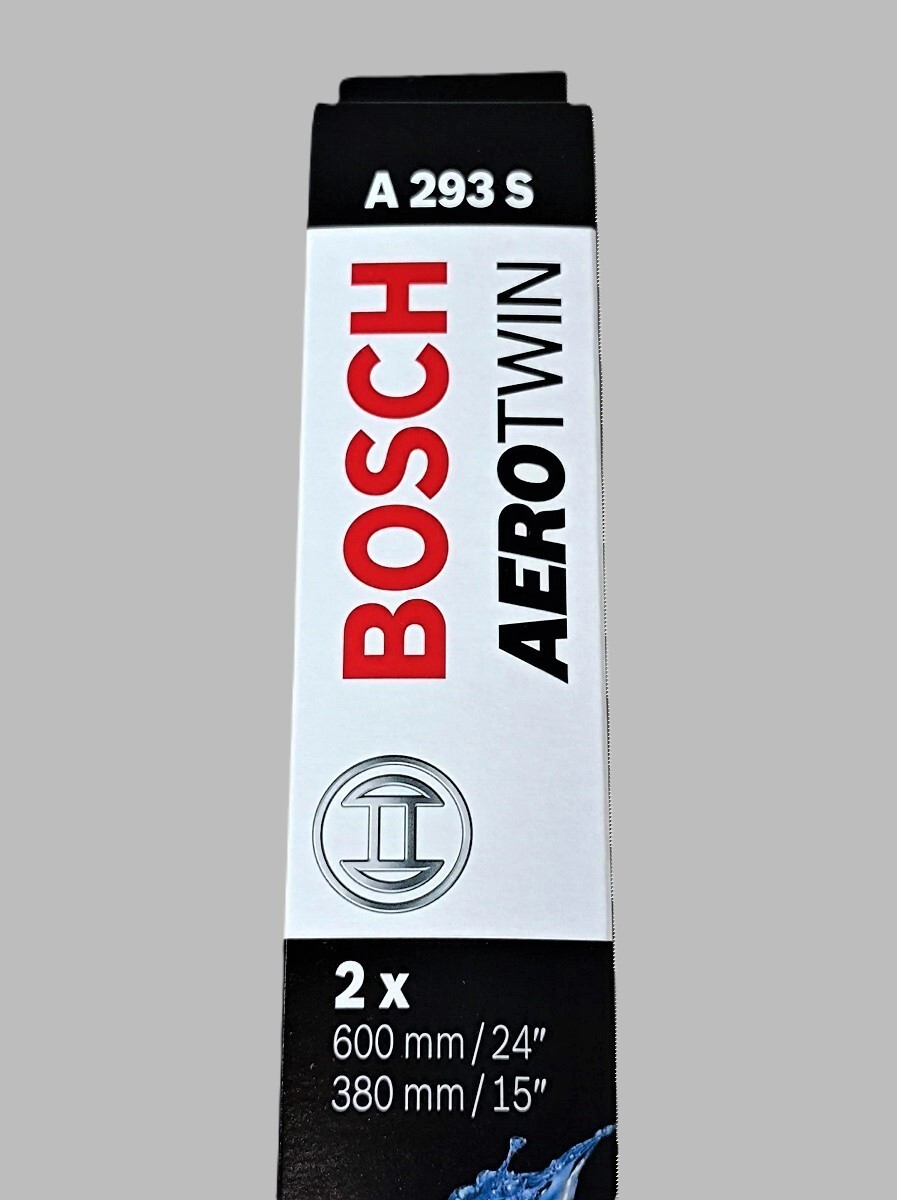 A 293 S
BOSCH
AEROTWIN
2 x
600 mm / 24"
380 mm / 15"